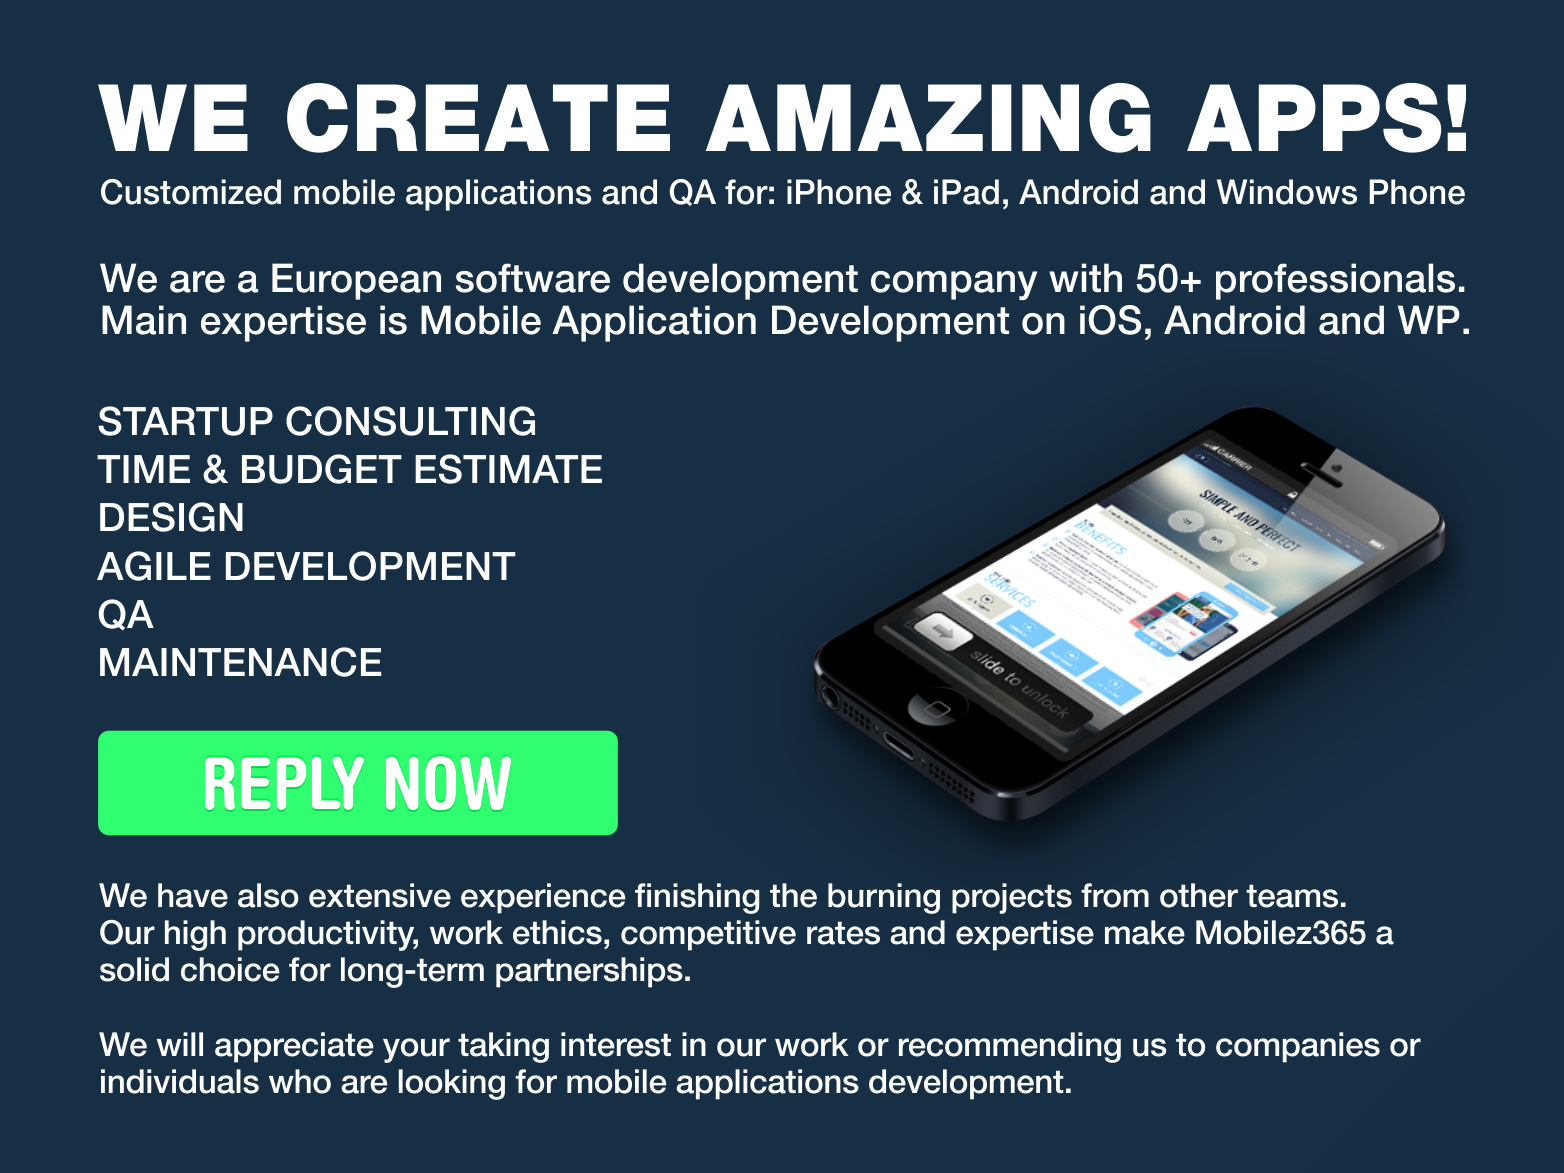 WE CREATE AMAZING APPS!
Customized mobile applications and QA for: iPhone & iPad, Android and Windows Phone
We are a European software development company with 50+ professionals.
Main expertise is Mobile Application Development on iOS, Android and WP.
STARTUP CONSULTING
TIME & BUDGET ESTIMATE
DESIGN
AGILE DEVELOPMENT
QA
MAINTENANCE
CARRIER
SIMPLE AND PERFECT
BENEFITS
SERVICES
slide to unlock
REPLY NOW
We have also extensive experience finishing the burning projects from other teams.
Our high productivity, work ethics, competitive rates and expertise make Mobilez365 a
solid choice for long-term partnerships.
We will appreciate your taking interest in our work or recommending us to companies or
individuals who are looking for mobile applications development.